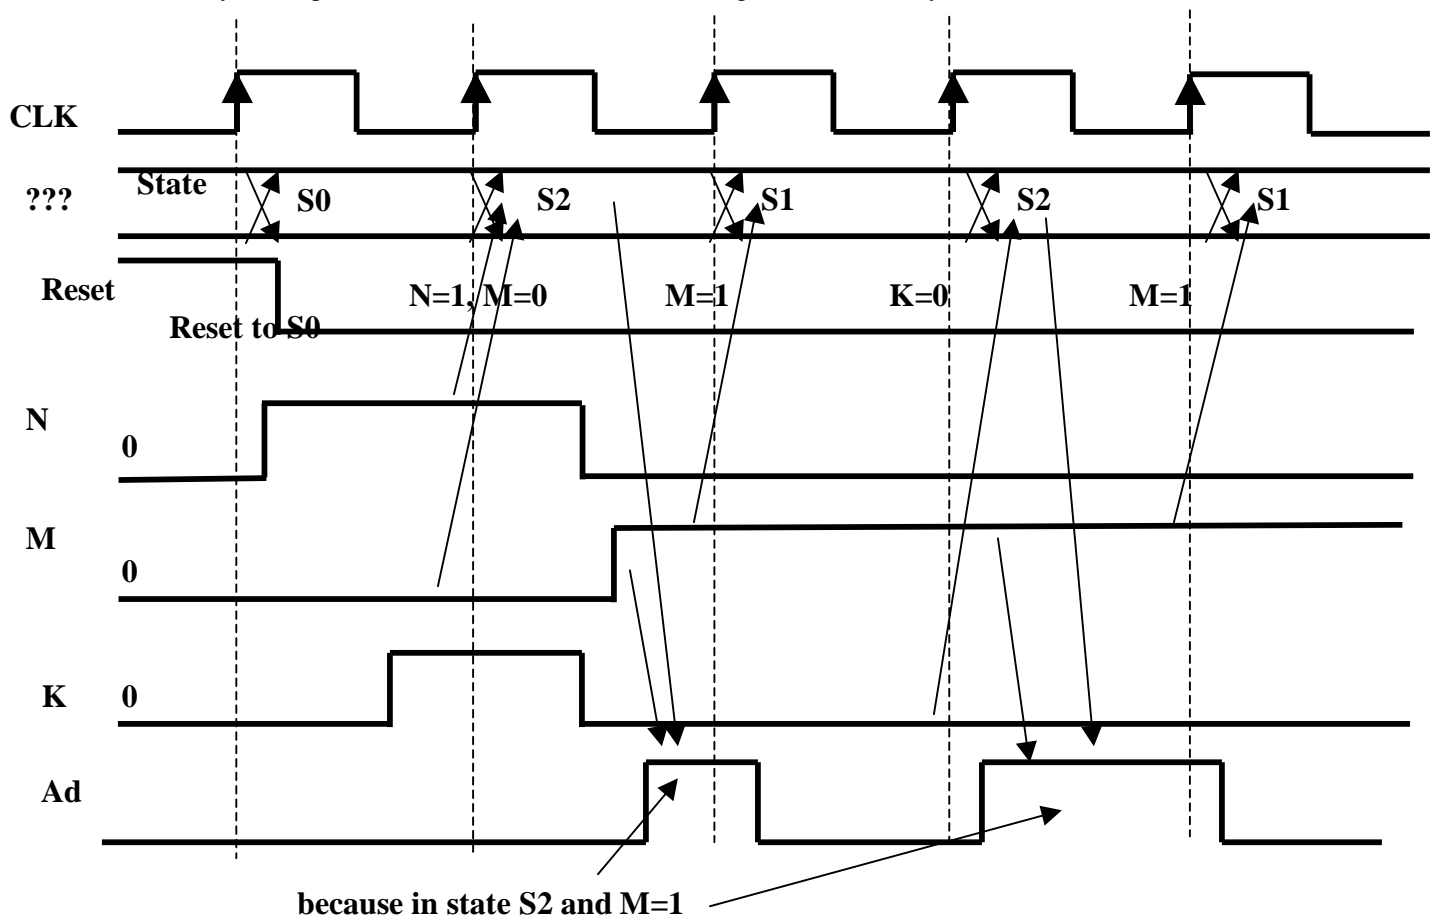 CLK
State
???
S0
S2
S1
S2
S1
Reset
N=1, M=0
M=1
K=0
M=1
Reset to S0
N
0
M
0
K
0
Ad
because in state S2 and M=1